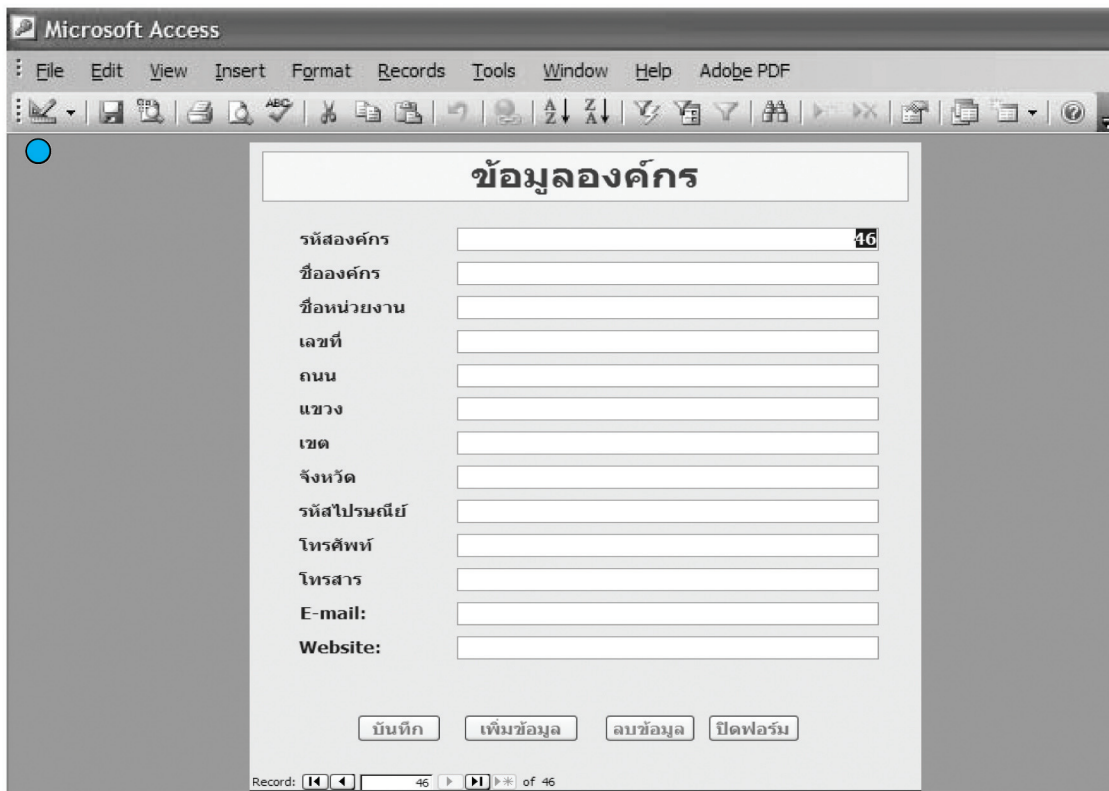 Microsoft Access
File Edit View Insert Format Records Tools Window Help Adobe PDF
ข้อมูลองค์กร
รหัสองค์กร 46
ชื่อองค์กร
ชื่อหน่วยงาน
เลขที่
ถนน
แขวง
เขต
จังหวัด
รหัสไปรษณีย์
โทรศัพท์
โทรสาร
E-mail:
Website:
บันทึก เพิ่มข้อมูล ลบข้อมูล ปิดฟอร์ม
Record: 46 of 46